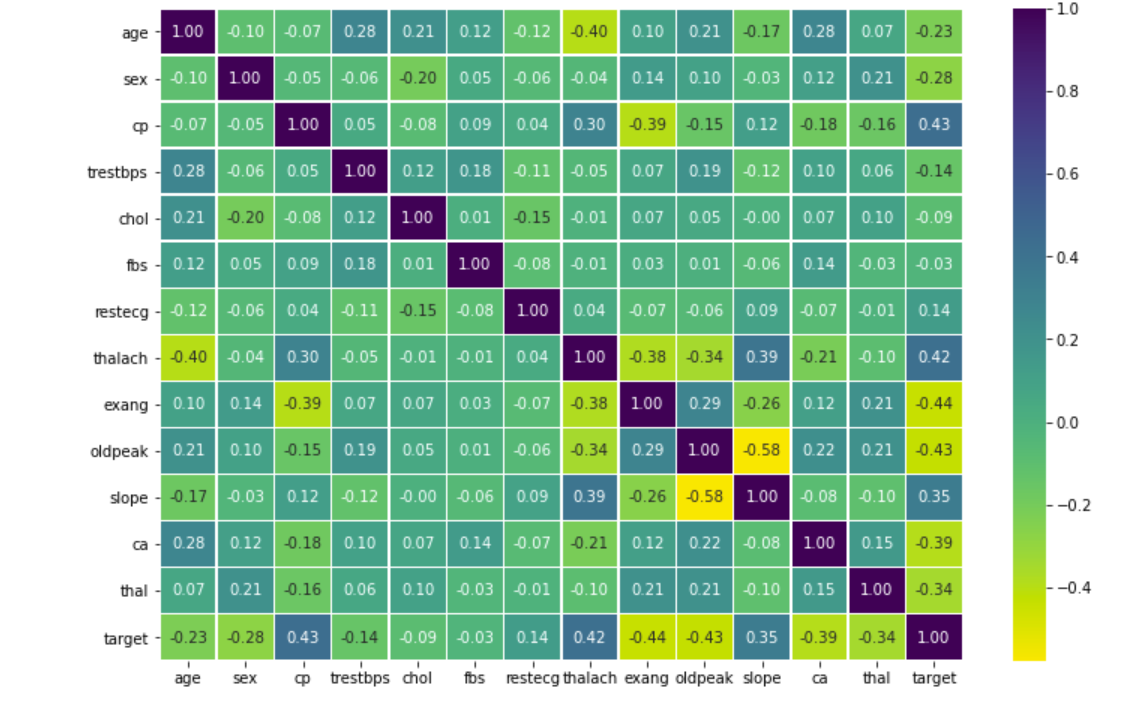 1.0
age 1.00 -0.10 -0.07 0.28 0.21 0.12 -0.12 -0.40 0.10 0.21 -0.17 0.28 0.07 -0.23
sex -0.10 1.00 -0.05 -0.06 -0.20 0.05 -0.06 -0.04 0.14 0.10 -0.03 0.12 0.21 -0.28
0.8
cp -0.07 -0.05 1.00 0.05 -0.08 0.09 0.04 0.30 -0.39 -0.15 0.12 -0.18 -0.16 0.43
trestbps 0.28 -0.06 0.05 1.00 0.12 0.18 -0.11 -0.05 0.07 0.19 -0.12 0.10 0.06 -0.14
0.6
chol 0.21 -0.20 -0.08 0.12 1.00 0.01 -0.15 -0.01 0.07 0.05 -0.00 0.07 0.10 -0.09
fbs 0.12 0.05 0.09 0.18 0.01 1.00 -0.08 -0.01 0.03 0.01 -0.06 0.14 -0.03 -0.03
0.4
restecg -0.12 -0.06 0.04 -0.11 -0.15 -0.08 1.00 0.04 -0.07 -0.06 0.09 -0.07 -0.01 0.14
0.2
thalach -0.40 -0.04 0.30 -0.05 -0.01 -0.01 0.04 1.00 -0.38 -0.34 0.39 -0.21 -0.10 0.42
exang 0.10 0.14 -0.39 0.07 0.07 0.03 -0.07 -0.38 1.00 0.29 -0.26 0.12 0.21 -0.44
0.0
oldpeak 0.21 0.10 -0.15 0.19 0.05 0.01 -0.06 -0.34 0.29 1.00 -0.58 0.22 0.21 -0.43
slope -0.17 -0.03 0.12 -0.12 -0.00 -0.06 0.09 0.39 -0.26 -0.58 1.00 -0.08 -0.10 0.35
−0.2
ca 0.28 0.12 -0.18 0.10 0.07 0.14 -0.07 -0.21 0.12 0.22 -0.08 1.00 0.15 -0.39
thal 0.07 0.21 -0.16 0.06 0.10 -0.03 -0.01 -0.10 0.21 0.21 -0.10 0.15 1.00 -0.34
−0.4
target -0.23 -0.28 0.43 -0.14 -0.09 -0.03 0.14 0.42 -0.44 -0.43 0.35 -0.39 -0.34 1.00
age sex cp trestbps chol fbs restecg thalach exang oldpeak slope ca thal target